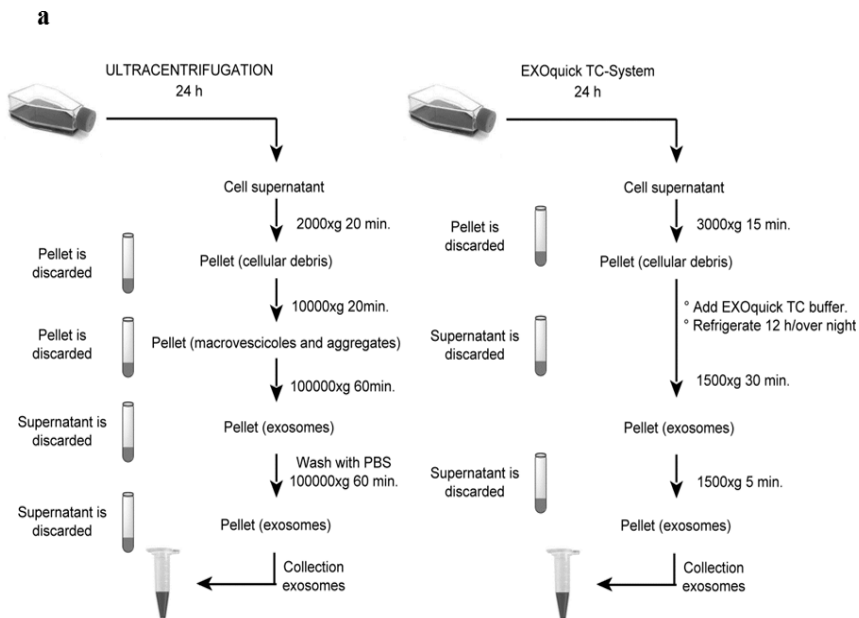 a
ULTRACENTRIFUGATION
24 h
Cell supernatant
2000xg 20 min.
Pellet is
discarded
Pellet (cellular debris)
10000xg 20min.
Pellet is
discarded
Pellet (macrovescicoles and aggregates)
100000xg 60min.
Supernatant is
discarded
Pellet (exosomes)
Wash with PBS
100000xg 60 min.
Supernatant is
discarded
Pellet (exosomes)
Collection
exosomes
EXOquick TC-System
24 h
Cell supernatant
3000xg 15 min.
Pellet is
discarded
Pellet (cellular debris)
° Add EXOquick TC buffer.
° Refrigerate 12 h/over night
Supernatant is
discarded
1500xg 30 min.
Pellet (exosomes)
1500xg 5 min.
Supernatant is
discarded
Pellet (exosomes)
Collection
exosomes